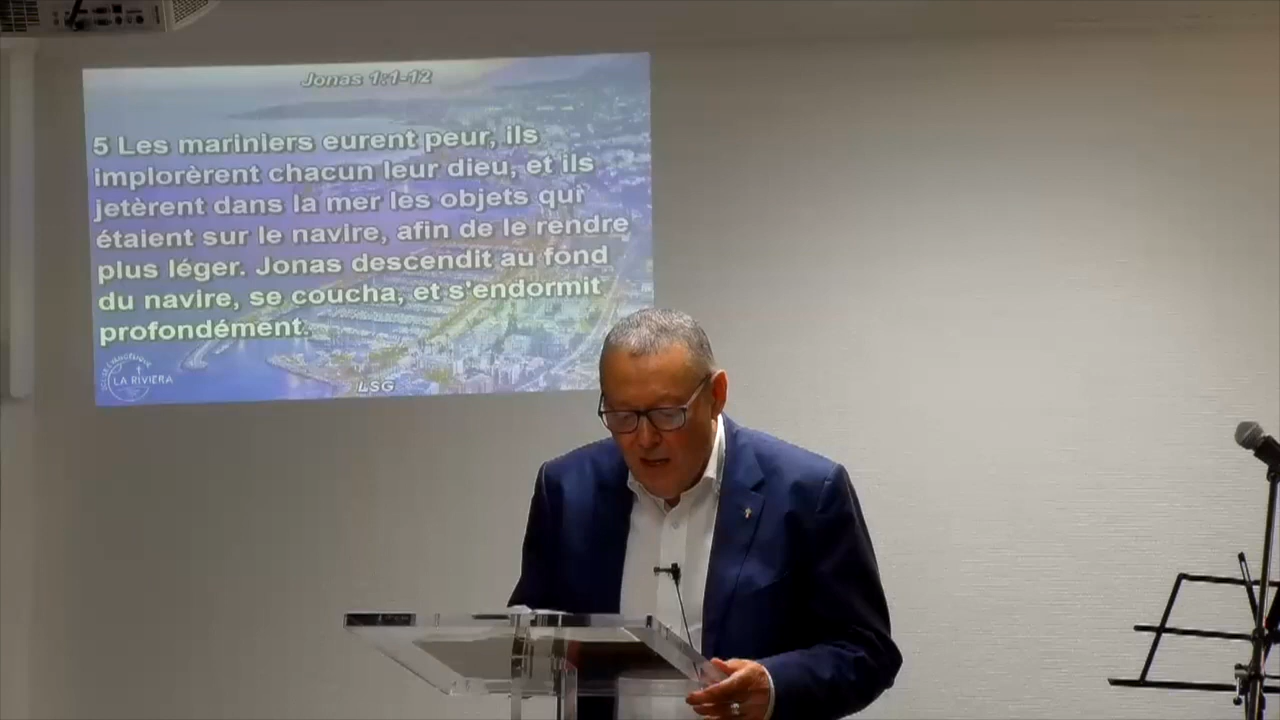 Jonas 1:1-12
5 Les mariniers eurent peur, ils
implorèrent chacun leur dieu, et ils
jetèrent dans la mer les objets qui
étaient sur le navire, afin de le rendre
plus léger. Jonas descendit au fond
du navire, se coucha, et s'endormit
profondément.
ÉVANGÉLIQUE
LA RIVIERA
LSG